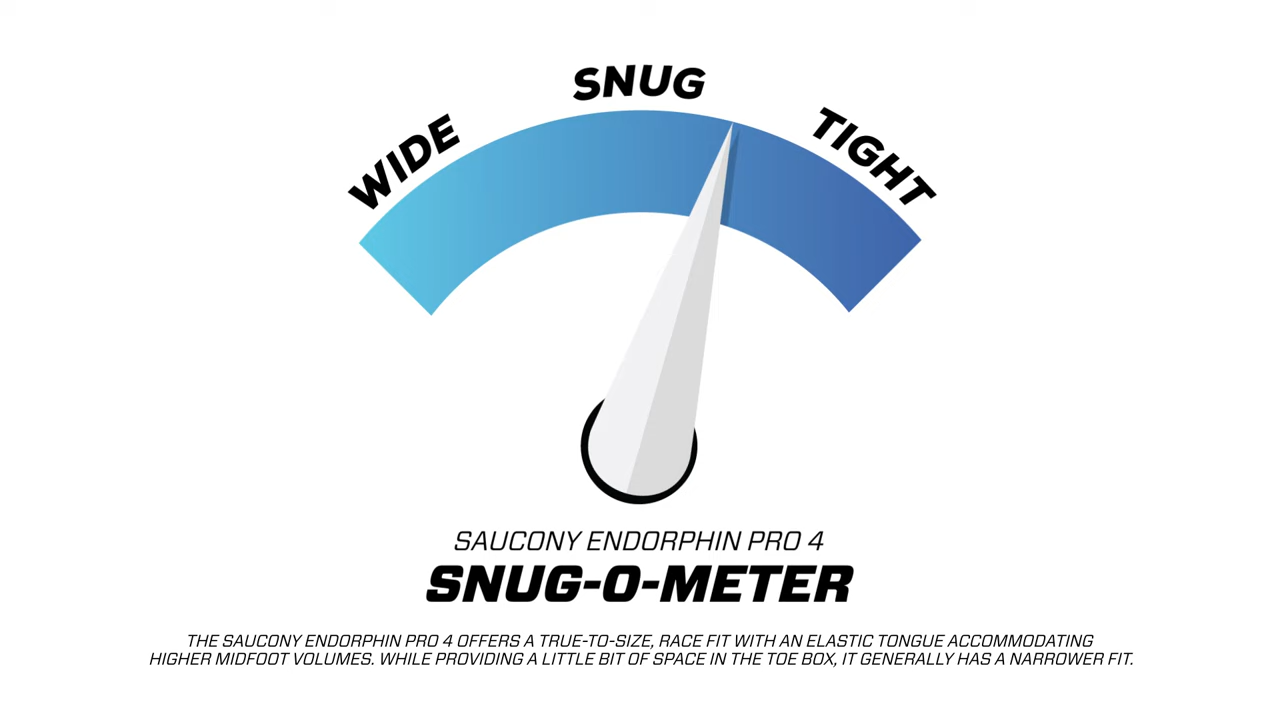 WIDE
SNUG
TIGHT
SAUCONY ENDORPHIN PRO 4
SNUG-O-METER
THE SAUCONY ENDORPHIN PRO 4 OFFERS A TRUE-TO-SIZE, RACE FIT WITH AN ELASTIC TONGUE ACCOMMODATING
HIGHER MIDFOOT VOLUMES. WHILE PROVIDING A LITTLE BIT OF SPACE IN THE TOE BOX, IT GENERALLY HAS A NARROWER FIT.